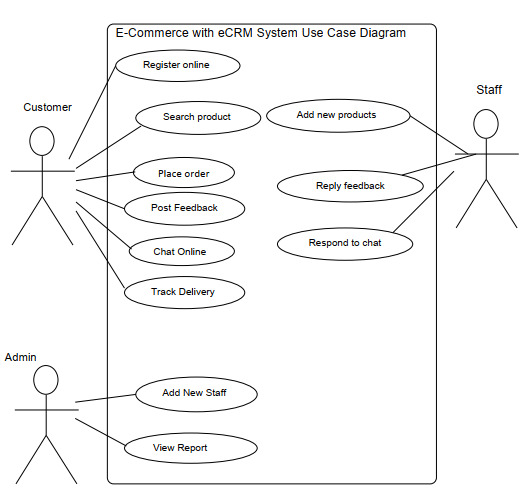 E-Commerce with eCRM System Use Case Diagram
Register online
Staff
Customer
Search product
Add new products
Place order
Reply feedback
Post Feedback
Chat Online
Respond to chat
Track Delivery
Admin
Add New Staff
View Report